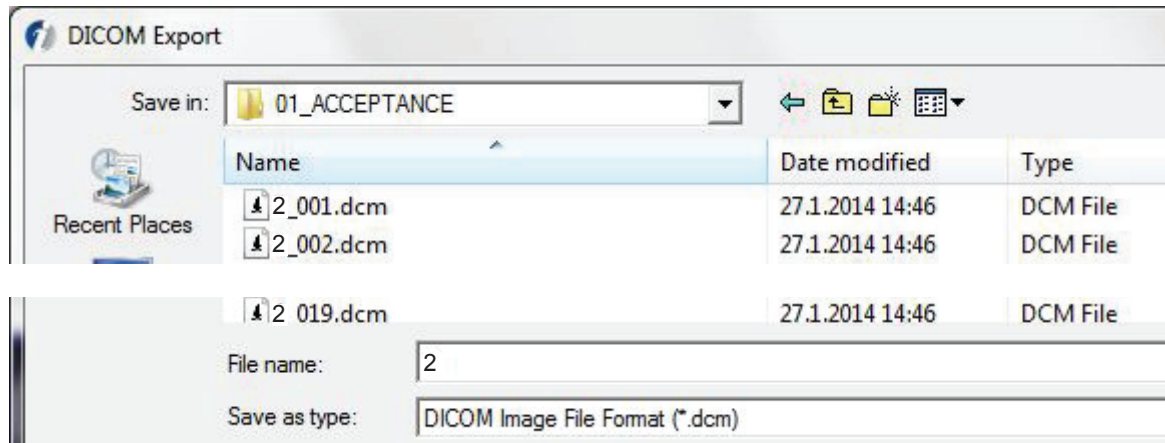 DICOM Export
Save in: 01_ACCEPTANCE
Name Date modified Type
2_001.dcm 27.1.2014 14:46 DCM File
Recent Places
2_002.dcm 27.1.2014 14:46 DCM File
2_019.dcm 27.1.2014 14:46 DCM File
File name: 2
Save as type: DICOM Image File Format (*.dcm)